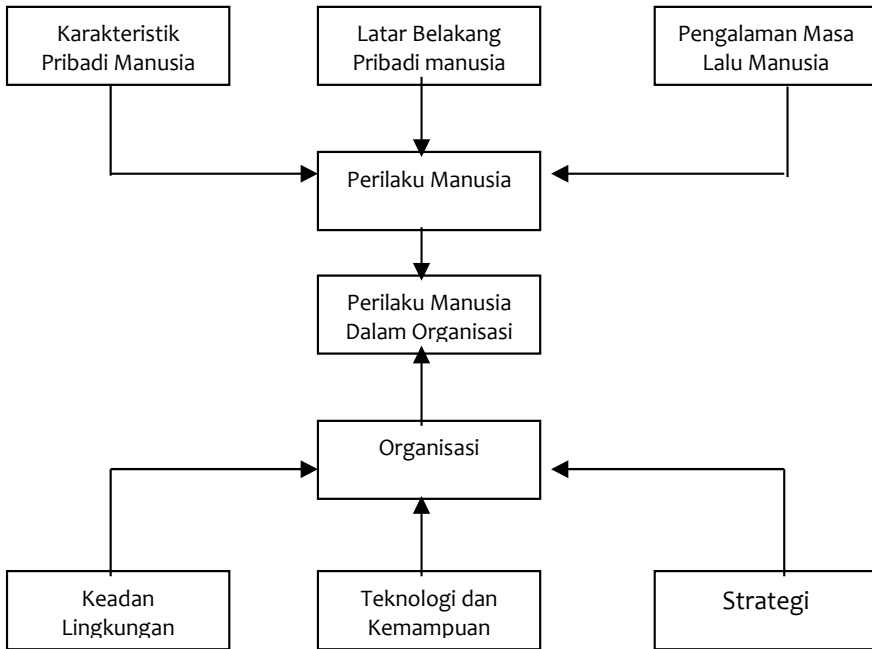 Karakteristik
Pribadi Manusia
Latar Belakang
Pribadi manusia
Pengalaman Masa
Lalu Manusia
Perilaku Manusia
Perilaku Manusia
Dalam Organisasi
Organisasi
Keadan
Lingkungan
Teknologi dan
Kemampuan
Strategi